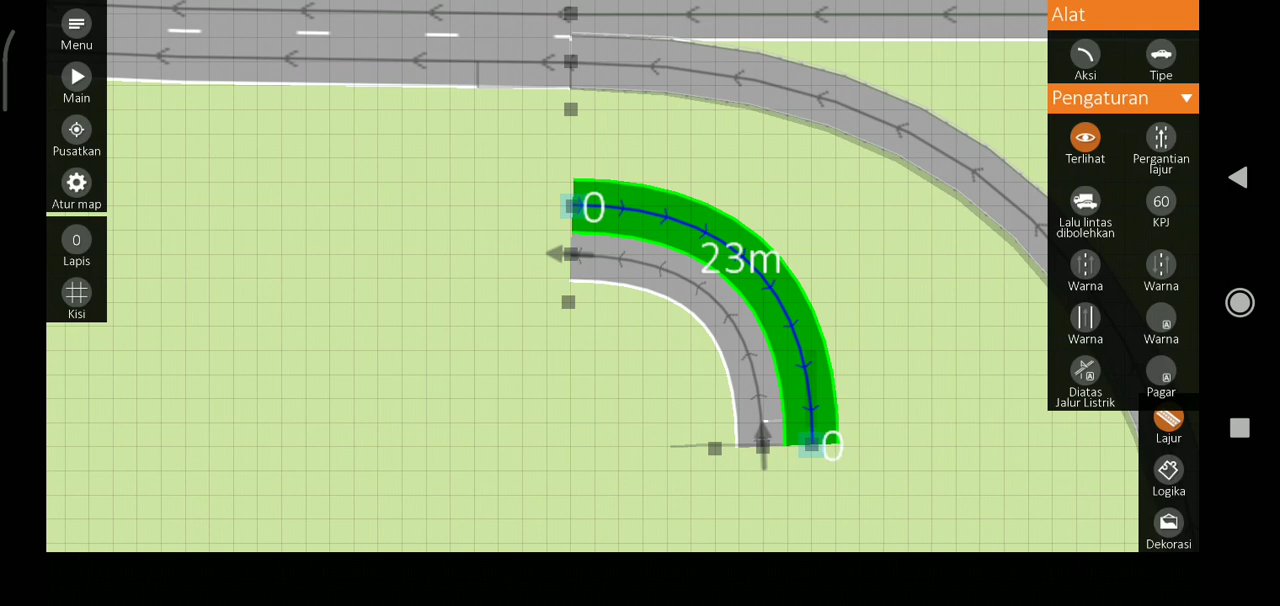 Menu
Main
Pusatkan
Atur map
0
Lapis
Kisi
0
23m
0
Alat
Aksi
Tipe
Pengaturan
Terlihat
Pergantian
lajur
Lalu lintas
dibolehkan
60
KPJ
Warna
Warna
Warna
A
Warna
A
Diatas
Jalur Listrik
A
Pagar
Lajur
Logika
Dekorasi